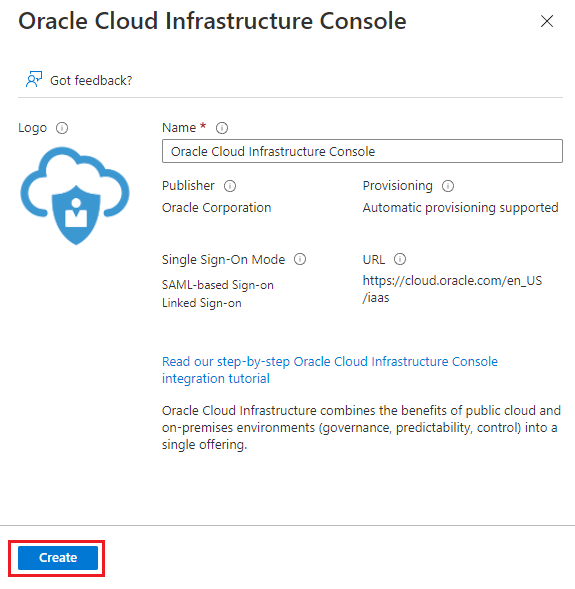 Oracle Cloud Infrastructure Console
Got feedback?
Logo
Name *
Oracle Cloud Infrastructure Console
Publisher
Provisioning
Oracle Corporation
Automatic provisioning supported
Single Sign-On Mode
URL
SAML-based Sign-on
Linked Sign-on
https://cloud.oracle.com/en_US
/iaas
Read our step-by-step Oracle Cloud Infrastructure Console
integration tutorial
Oracle Cloud Infrastructure combines the benefits of public cloud and
on-premises environments (governance, predictability, control) into a
single offering.
Create